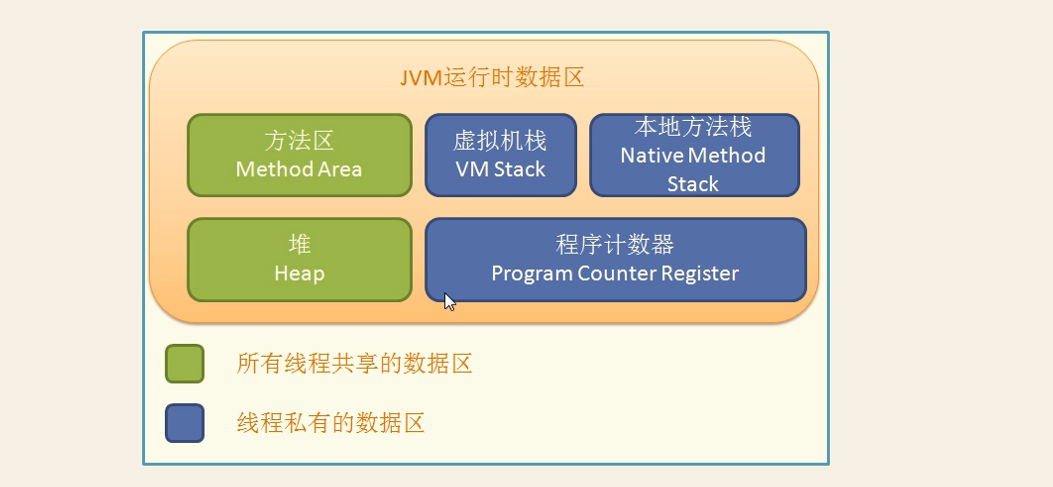 JVM运行时数据区
方法区
Method Area
虚拟机栈
VM Stack
本地方法栈
Native Method
Stack
堆
Heap
程序计数器
Program Counter Register
所有线程共享的数据区
线程私有的数据区